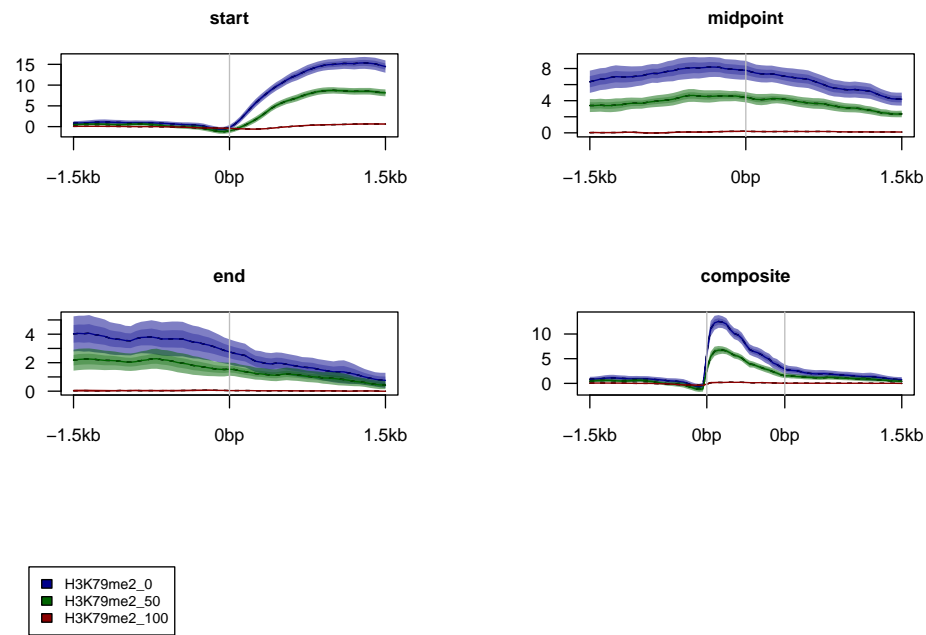 start
15
10
5
0
−1.5kb 0bp 1.5kb
midpoint
8
4
0
−1.5kb 0bp 1.5kb
end
4
2
0
−1.5kb 0bp 1.5kb
composite
10
5
0
−1.5kb 0bp 0bp 1.5kb
H3K79me2_0
H3K79me2_50
H3K79me2_100